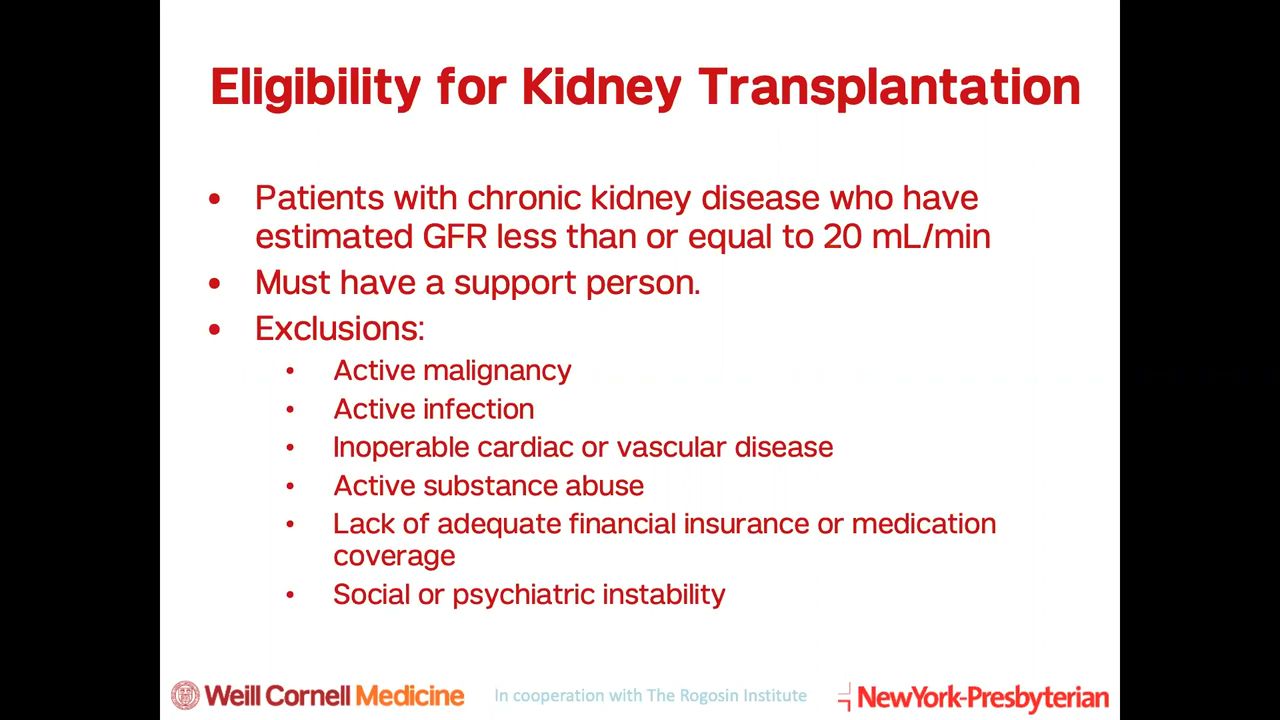 Eligibility for Kidney Transplantation
• Patients with chronic kidney disease who have
estimated GFR less than or equal to 20 mL/min
• Must have a support person.
• Exclusions:
• Active malignancy
• Active infection
• Inoperable cardiac or vascular disease
• Active substance abuse
• Lack of adequate financial insurance or medication
coverage
• Social or psychiatric instability
Weill Cornell Medicine
In cooperation with The Rogosin Institute
NewYork-Presbyterian